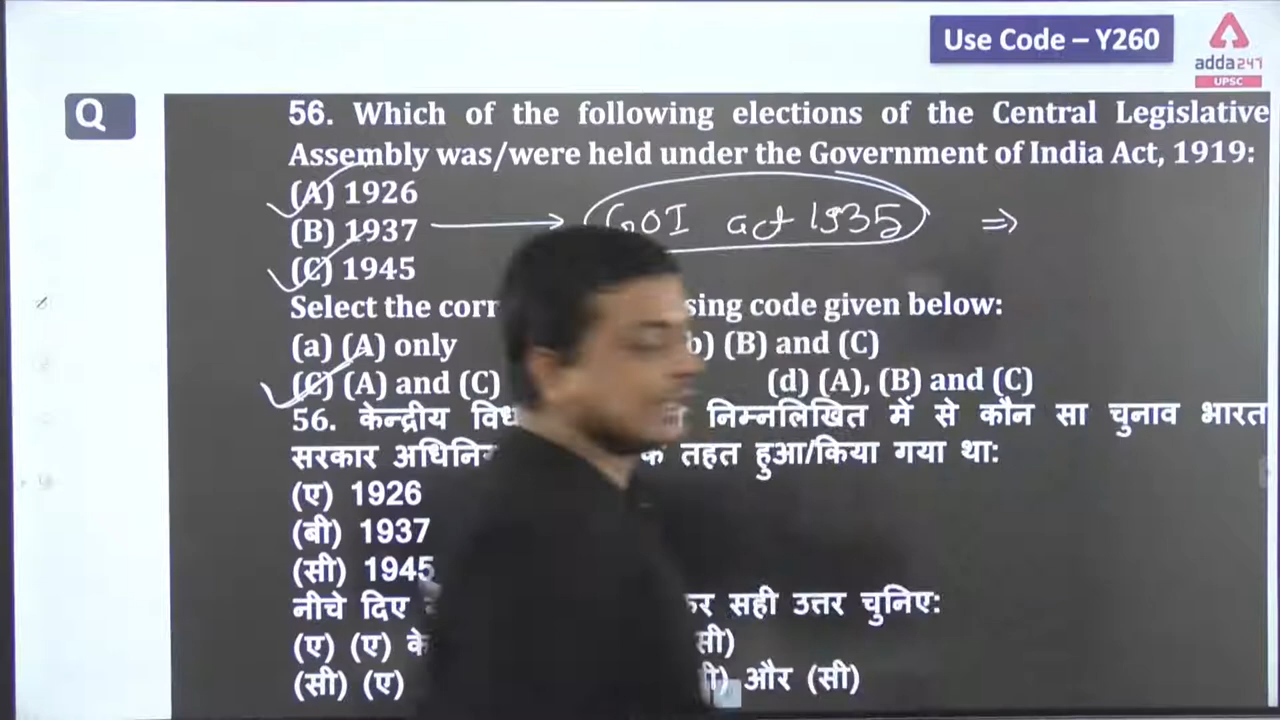 Use Code – Y260
adda247
UPSC
Q
56. Which of the following elections of the Central Legislative
Assembly was/were held under the Government of India Act, 1919:
(A) 1926
(B) 1937 → GOI act 1935 ⇒
(C) 1945
Select the corr sing code given below:
(a) (A) only b) (B) and (C)
(C) (A) and (C) (d) (A), (B) and (C)
56. केन्द्रीय विध निम्नलिखित में से कौन सा चुनाव भारत
सरकार अधिनि के तहत हुआ/किया गया था:
(ए) 1926
(बी) 1937
(सी) 1945
नीचे दिए कर सही उत्तर चुनिए:
(ए) (ए) के सी)
(सी) (ए) ी) और (सी)